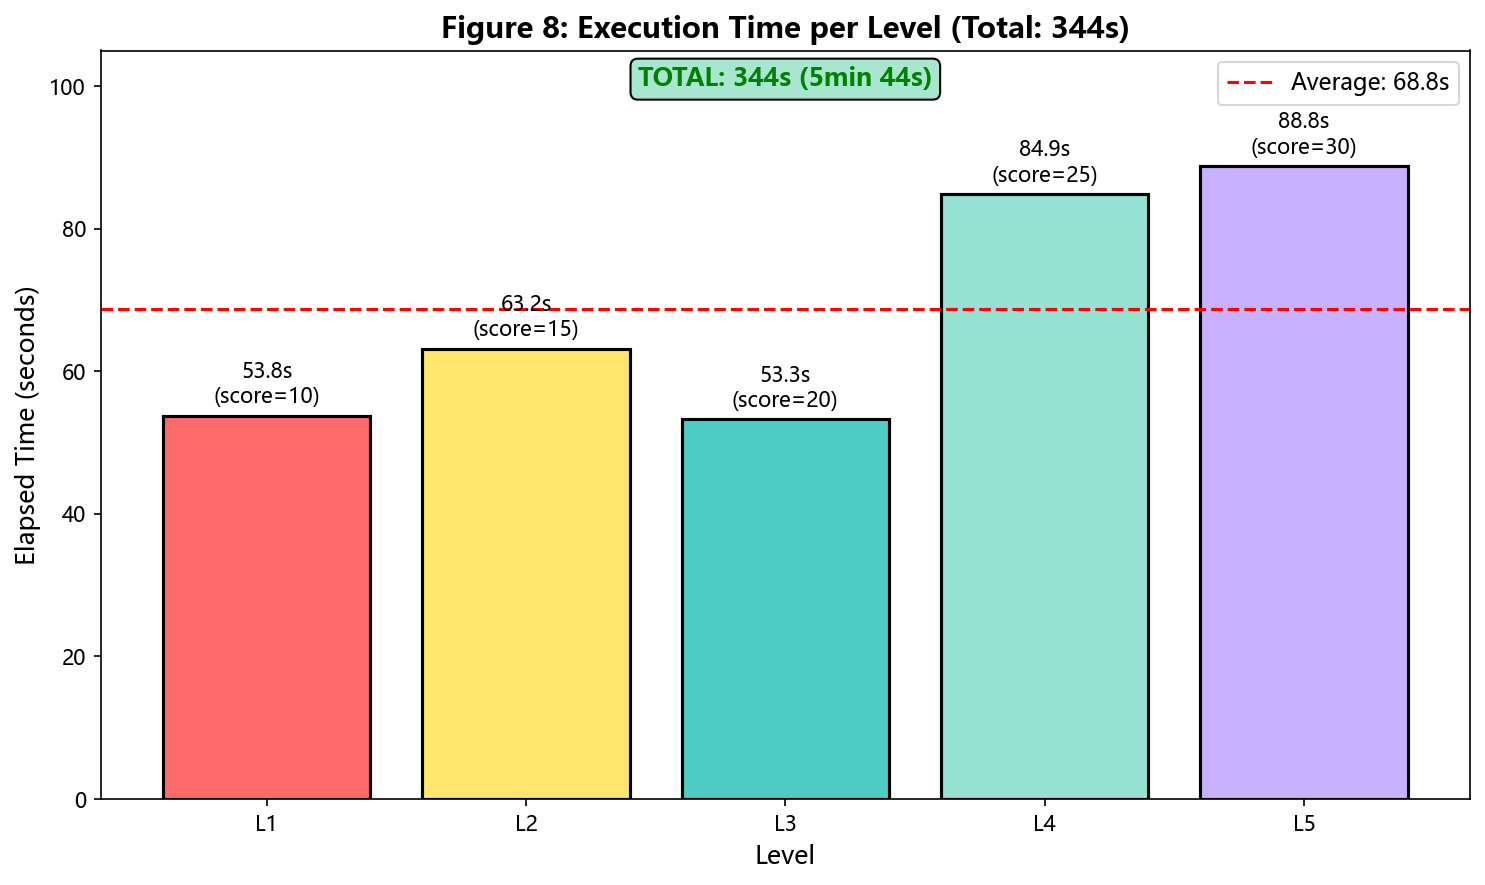 Figure 8: Execution Time per Level (Total: 344s)
TOTAL: 344s (5min 44s)
Average: 68.8s
Elapsed Time (seconds)
100
80
60
40
20
0
53.8s
(score=10)
63.2s
(score=15)
53.3s
(score=20)
84.9s
(score=25)
88.8s
(score=30)
L1
L2
L3
L4
L5
Level